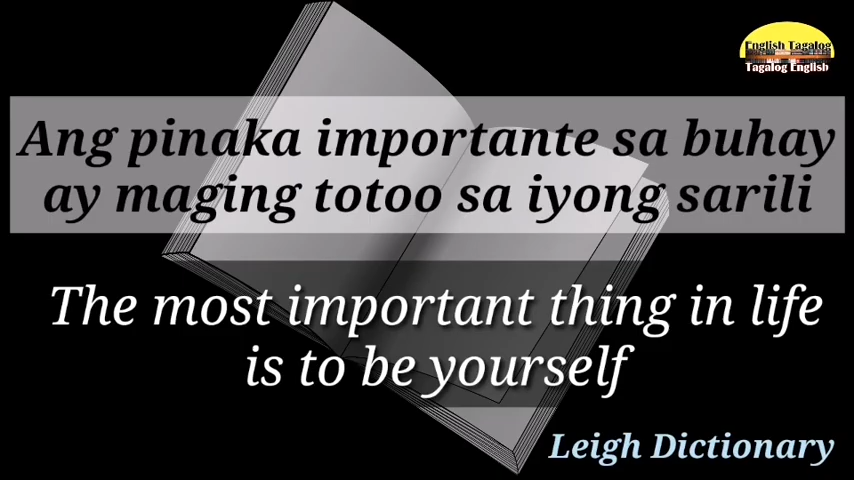 English Tagalog
Tagalog English
Ang pinaka importante sa buhay
ay maging totoo sa iyong sarili
The most important thing in life
is to be yourself
Leigh Dictionary